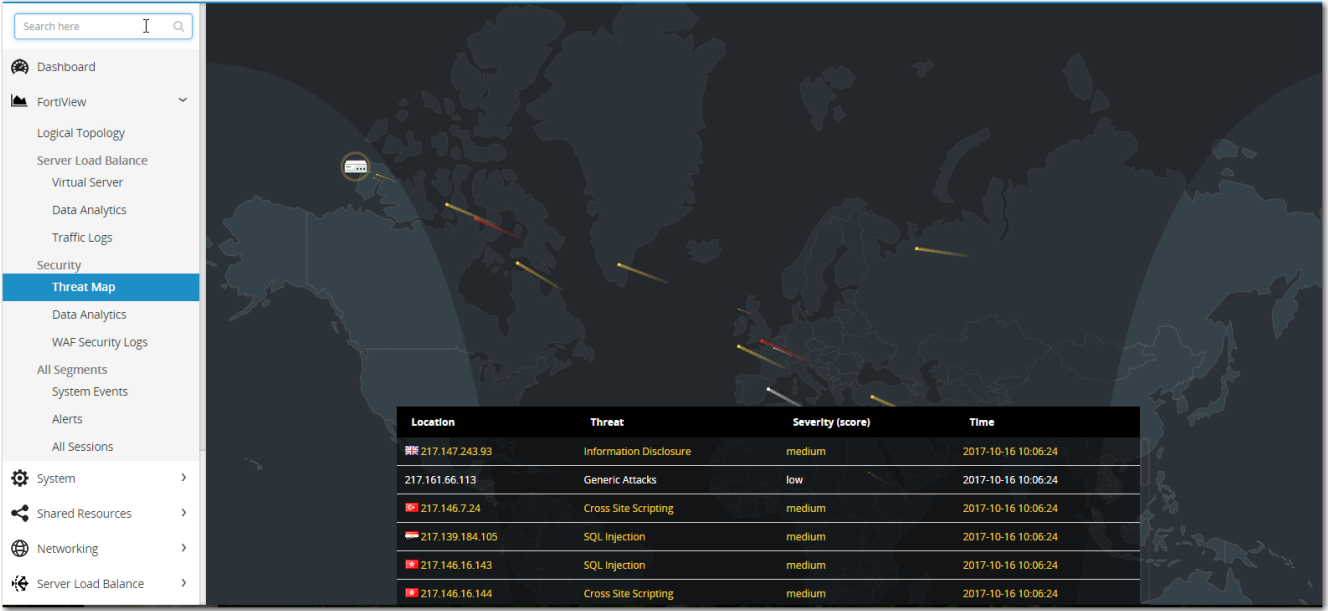 Search here
Dashboard
FortiView
Logical Topology
Server Load Balance
Virtual Server
Data Analytics
Traffic Logs
Security
Threat Map
Data Analytics
WAF Security Logs
All Segments
System Events
Alerts
All Sessions
System
Shared Resources
Networking
Server Load Balance
Location Threat Severity (score) Time
217.147.243.93 Information Disclosure medium 2017-10-16 10:06:24
217.161.66.113 Generic Attacks low 2017-10-16 10:06:24
217.146.7.24 Cross Site Scripting medium 2017-10-16 10:06:24
217.139.184.105 SQL Injection medium 2017-10-16 10:06:24
217.146.16.143 SQL Injection medium 2017-10-16 10:06:24
217.146.16.144 Cross Site Scripting medium 2017-10-16 10:06:24